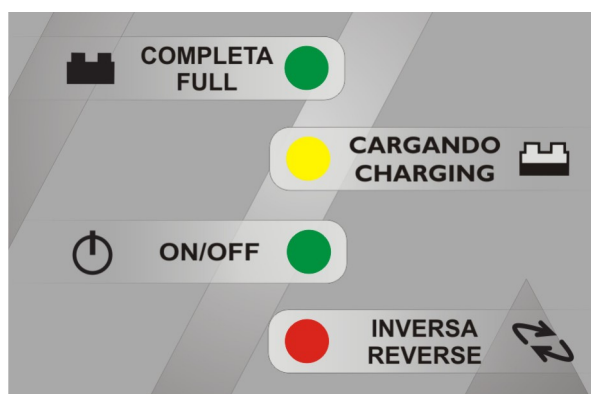 COMPLETA
FULL
CARGANDO
CHARGING
ON/OFF
INVERSA
REVERSE